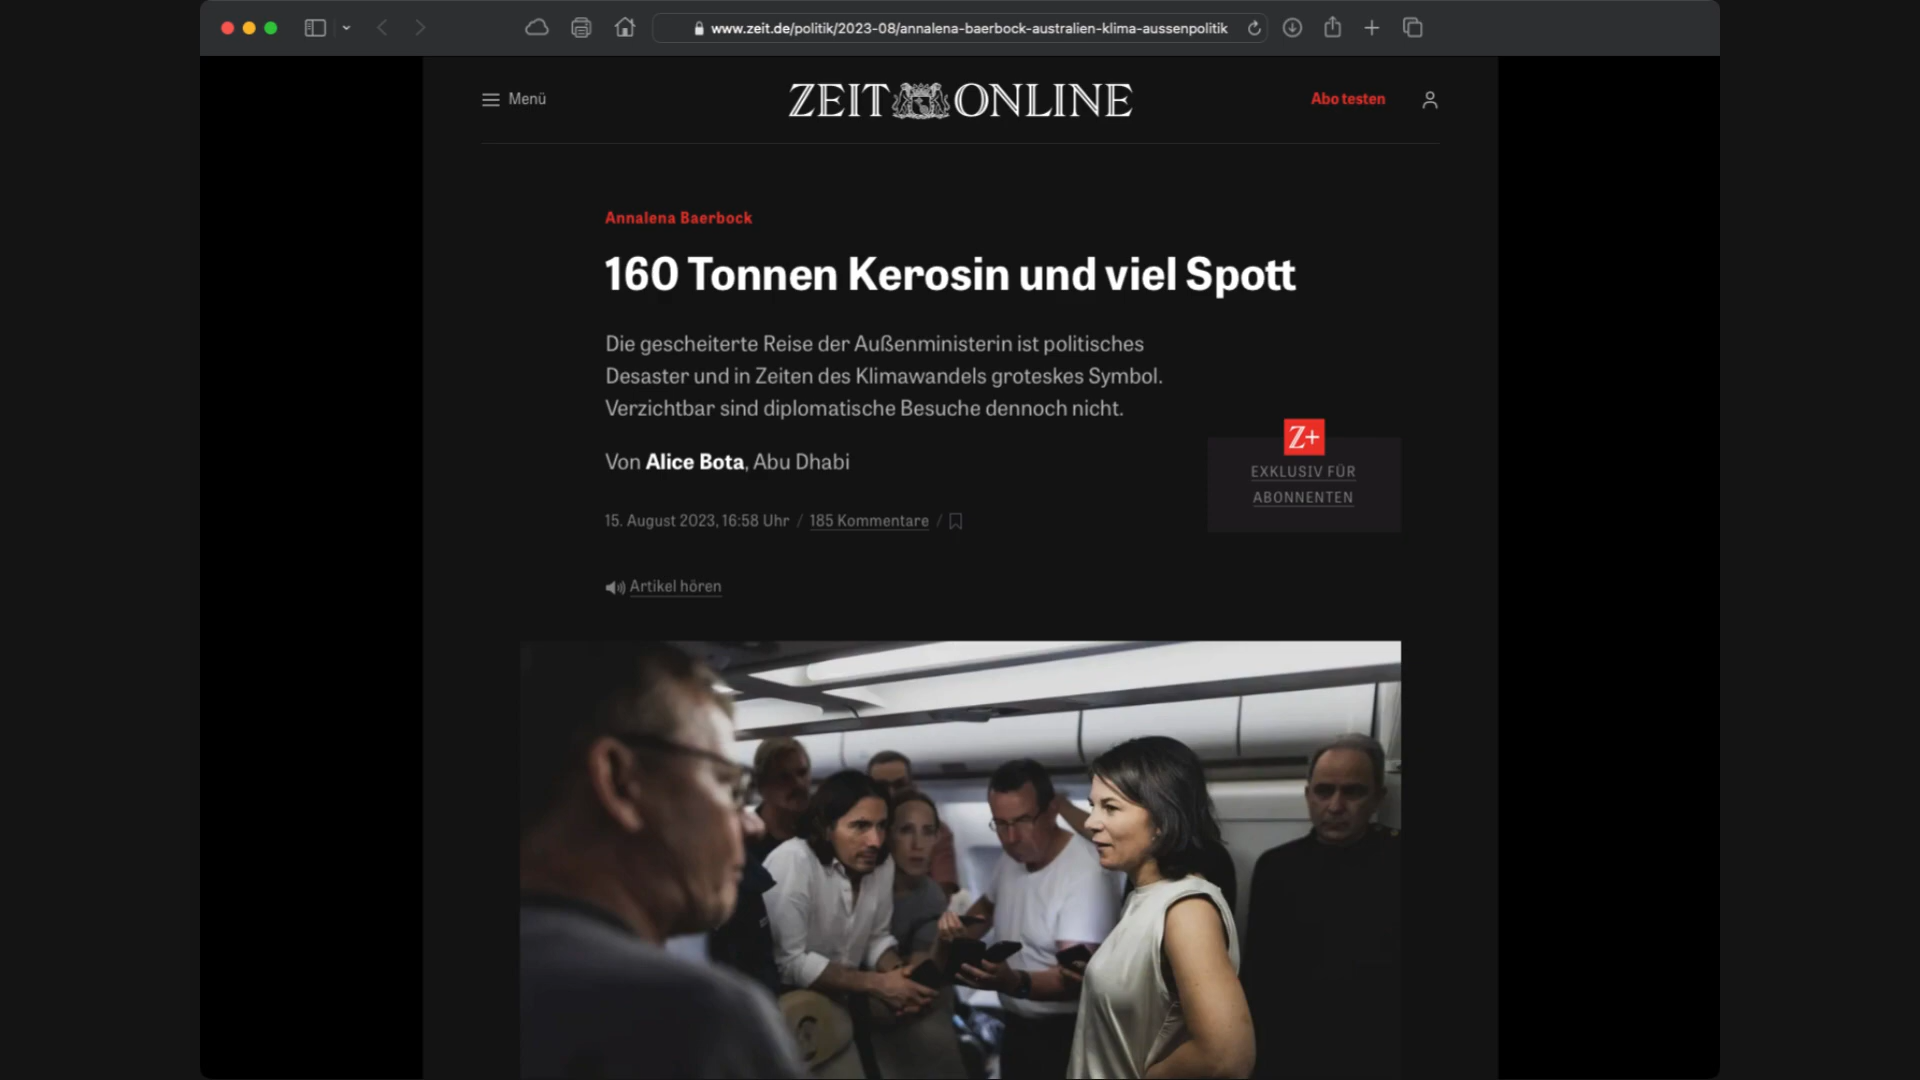 www.zeit.de/politik/2023-08/annalena-baerbock-australien-klima-aussenpolitik
Menü
ZEIT ONLINE
Abo testen
Annalena Baerbock
160 Tonnen Kerosin und viel Spott
Die gescheiterte Reise der Außenministerin ist politisches
Desaster und in Zeiten des Klimawandels groteskes Symbol.
Verzichtbar sind diplomatische Besuche dennoch nicht.
Von Alice Bota, Abu Dhabi
Z+
EXKLUSIV FÜR
ABONNENTEN
15. August 2023, 16:58 Uhr / 185 Kommentare /
Artikel hören